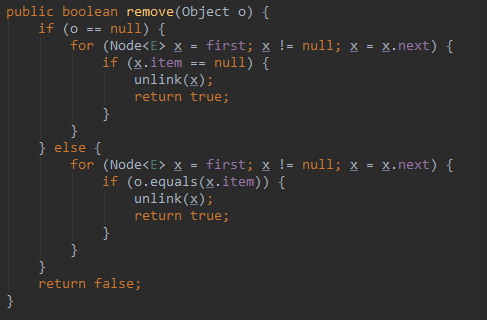 public boolean remove(Object o) {
    if (o == null) {
        for (Node<E> x = first; x != null; x = x.next) {
            if (x.item == null) {
                unlink(x);
                return true;
            }
        }
    } else {
        for (Node<E> x = first; x != null; x = x.next) {
            if (o.equals(x.item)) {
                unlink(x);
                return true;
            }
        }
    }
    return false;
}